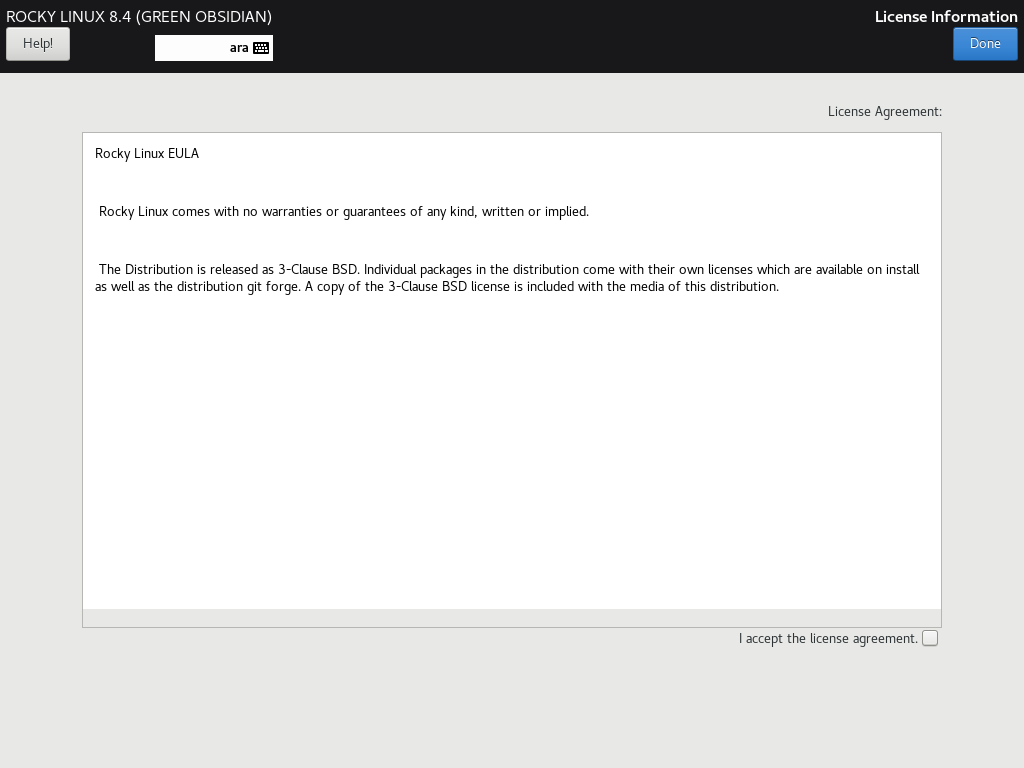 ROCKY LINUX 8.4 (GREEN OBSIDIAN)
License Information
Help!
ara
Done
License Agreement:
Rocky Linux EULA
Rocky Linux comes with no warranties or guarantees of any kind, written or implied.
The Distribution is released as 3-Clause BSD. Individual packages in the distribution come with their own licenses which are available on install
as well as the distribution git forge. A copy of the 3-Clause BSD license is included with the media of this distribution.
I accept the license agreement.